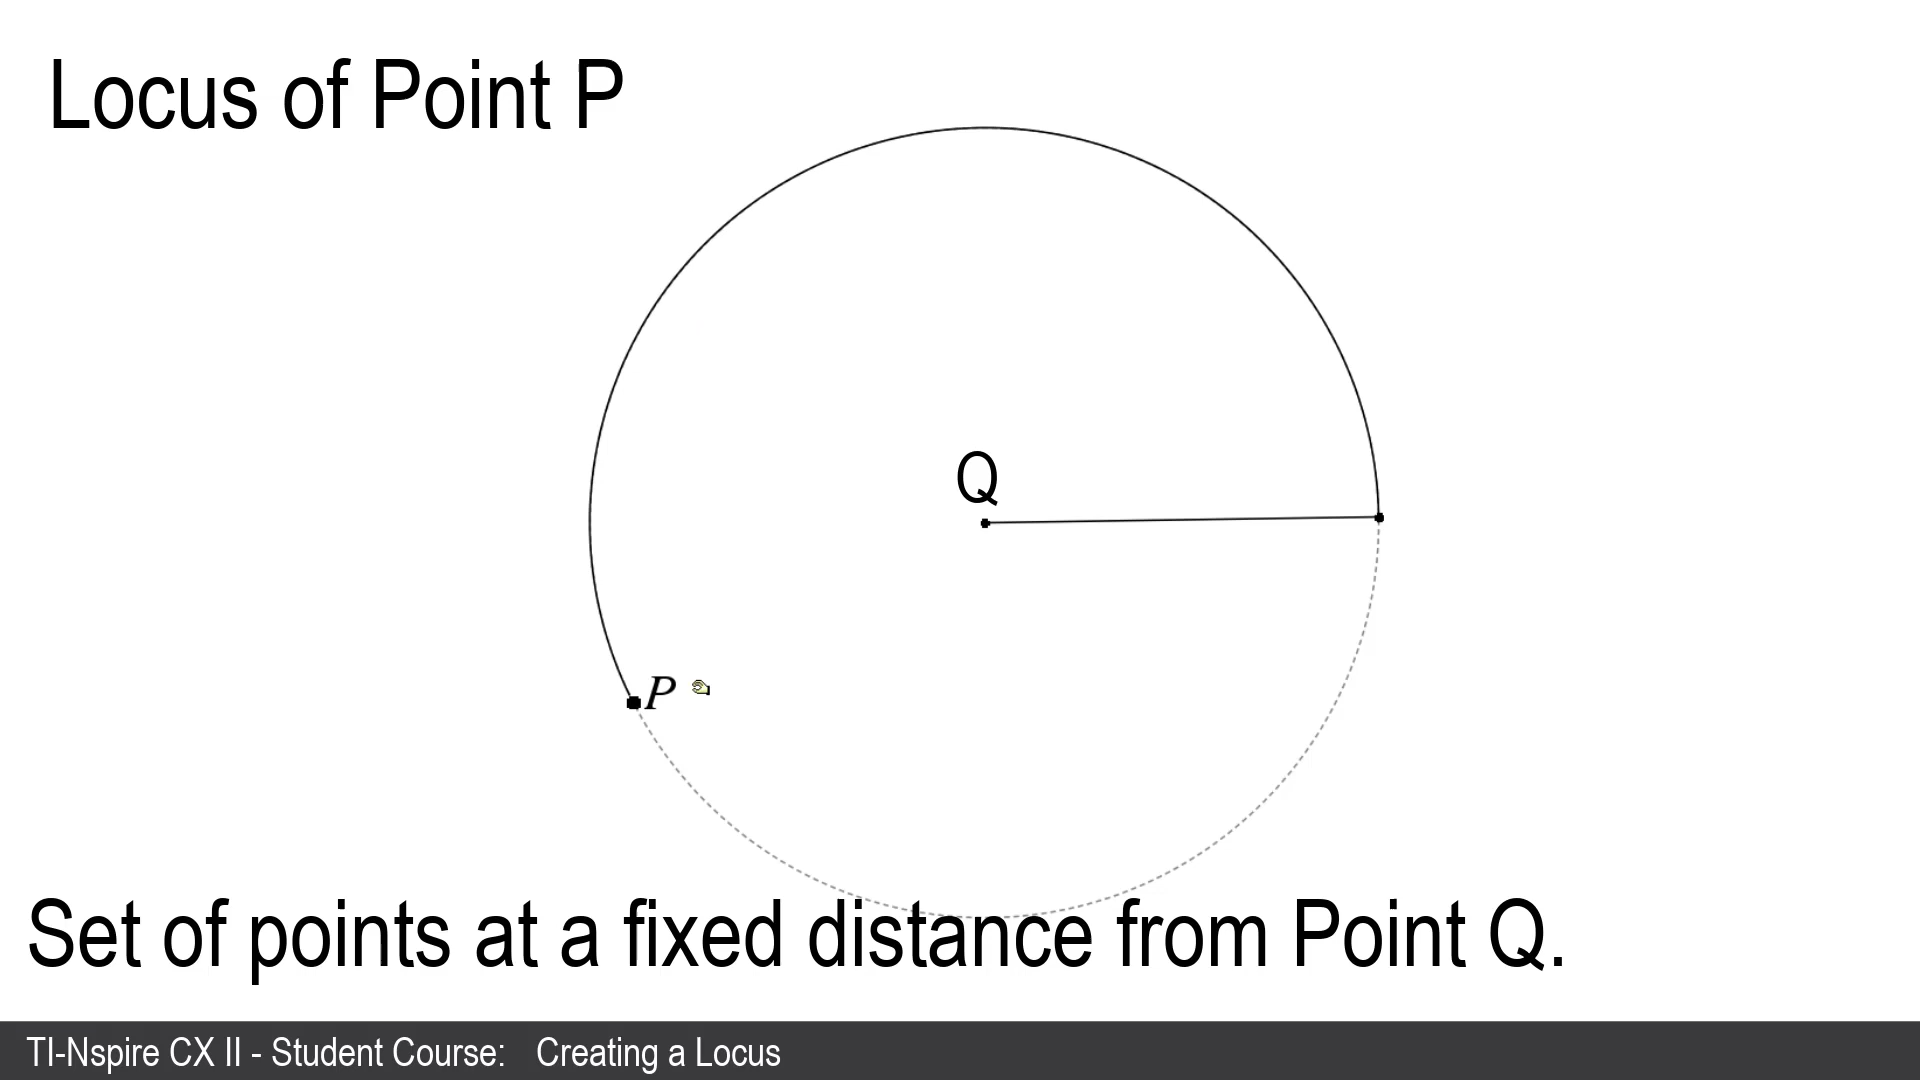 Locus of Point P
Q
P
Set of points at a fixed distance from Point Q.
TI-Nspire CX II - Student Course: Creating a Locus